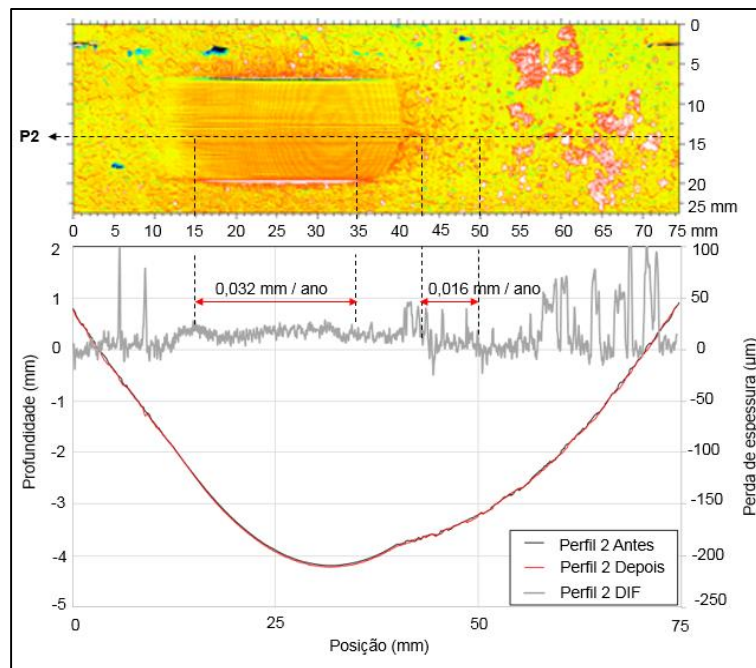 P2
0
5
10
15
20
25 mm
0 5 10 15 20 25 30 35 40 45 50 55 60 65 70 74 mm
2
1
0
-1
-2
-3
-4
-5
Profundidade (mm)
0,032 mm / ano
0,016 mm / ano
100
50
0
-50
-100
-150
-200
-250
Perda de espessura (µm)
Perfil 2 Antes
Perfil 2 Depois
Perfil 2 DIF
0 25 50 75
Posição (mm)